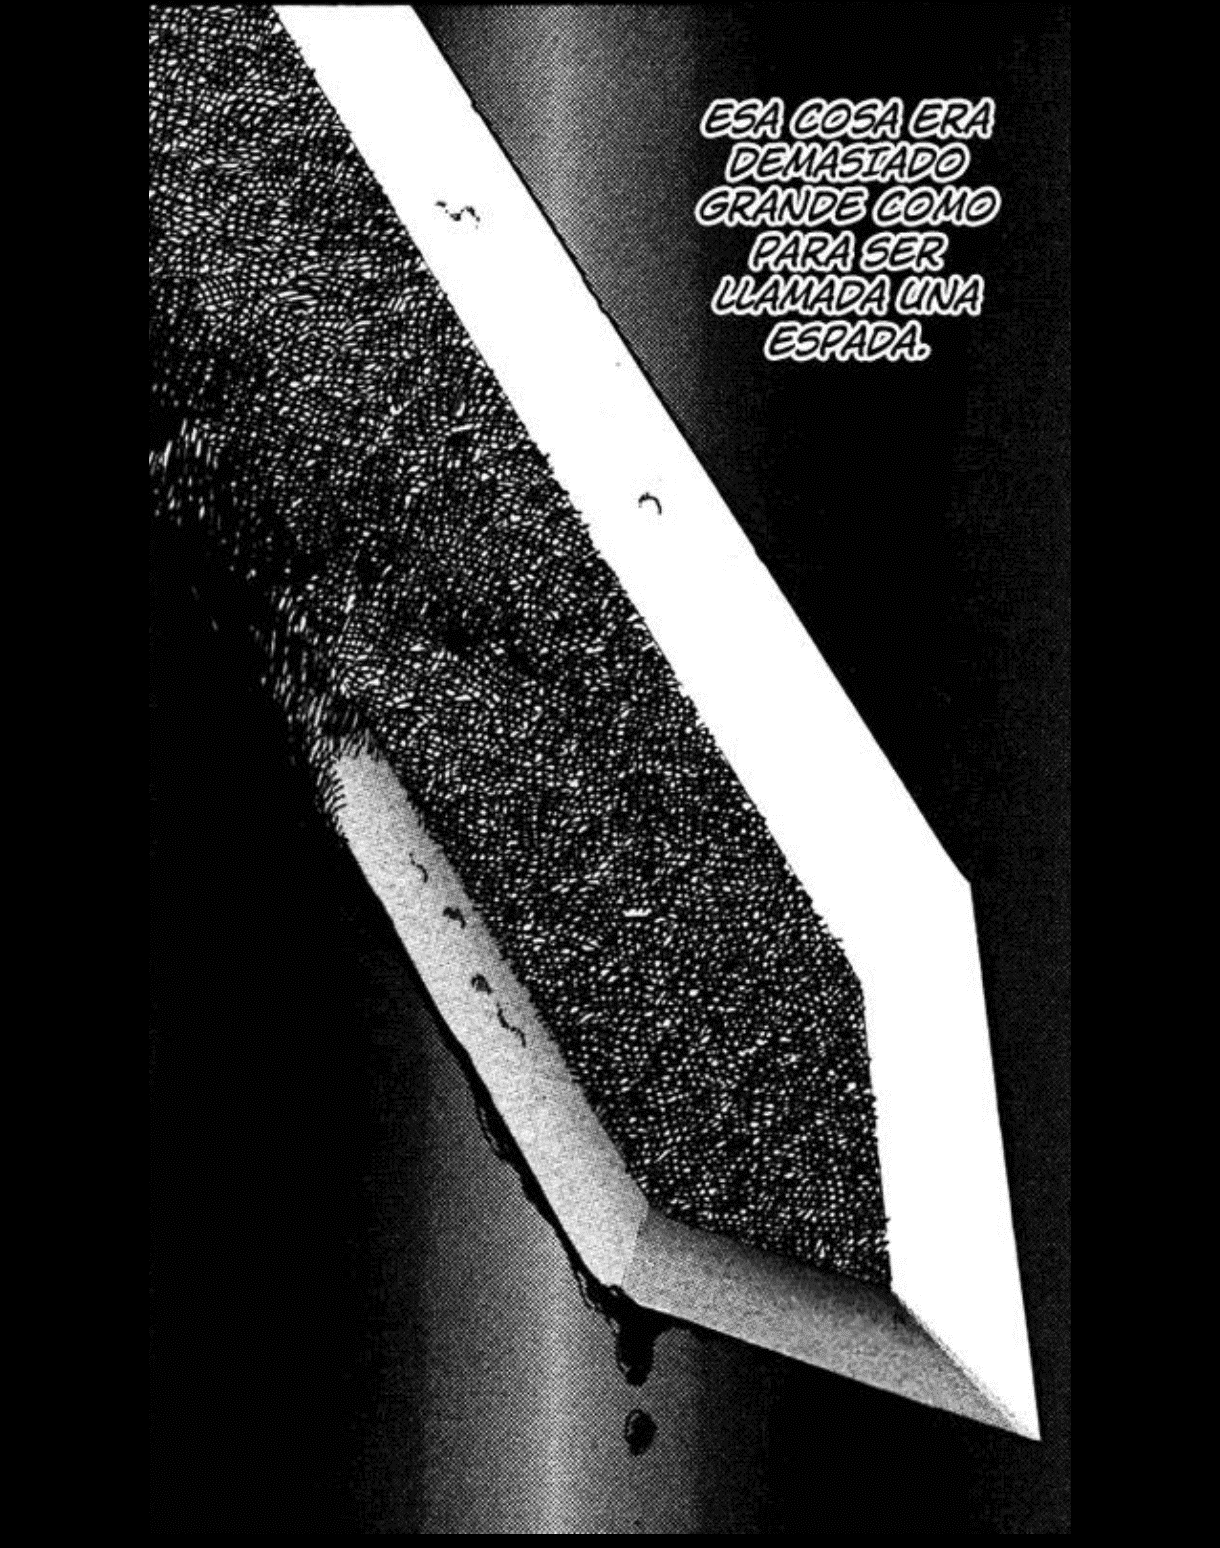 ESA COSA ERA
DEMASIADO
GRANDE COMO
PARA SER
LLAMADA UNA
ESPADA.